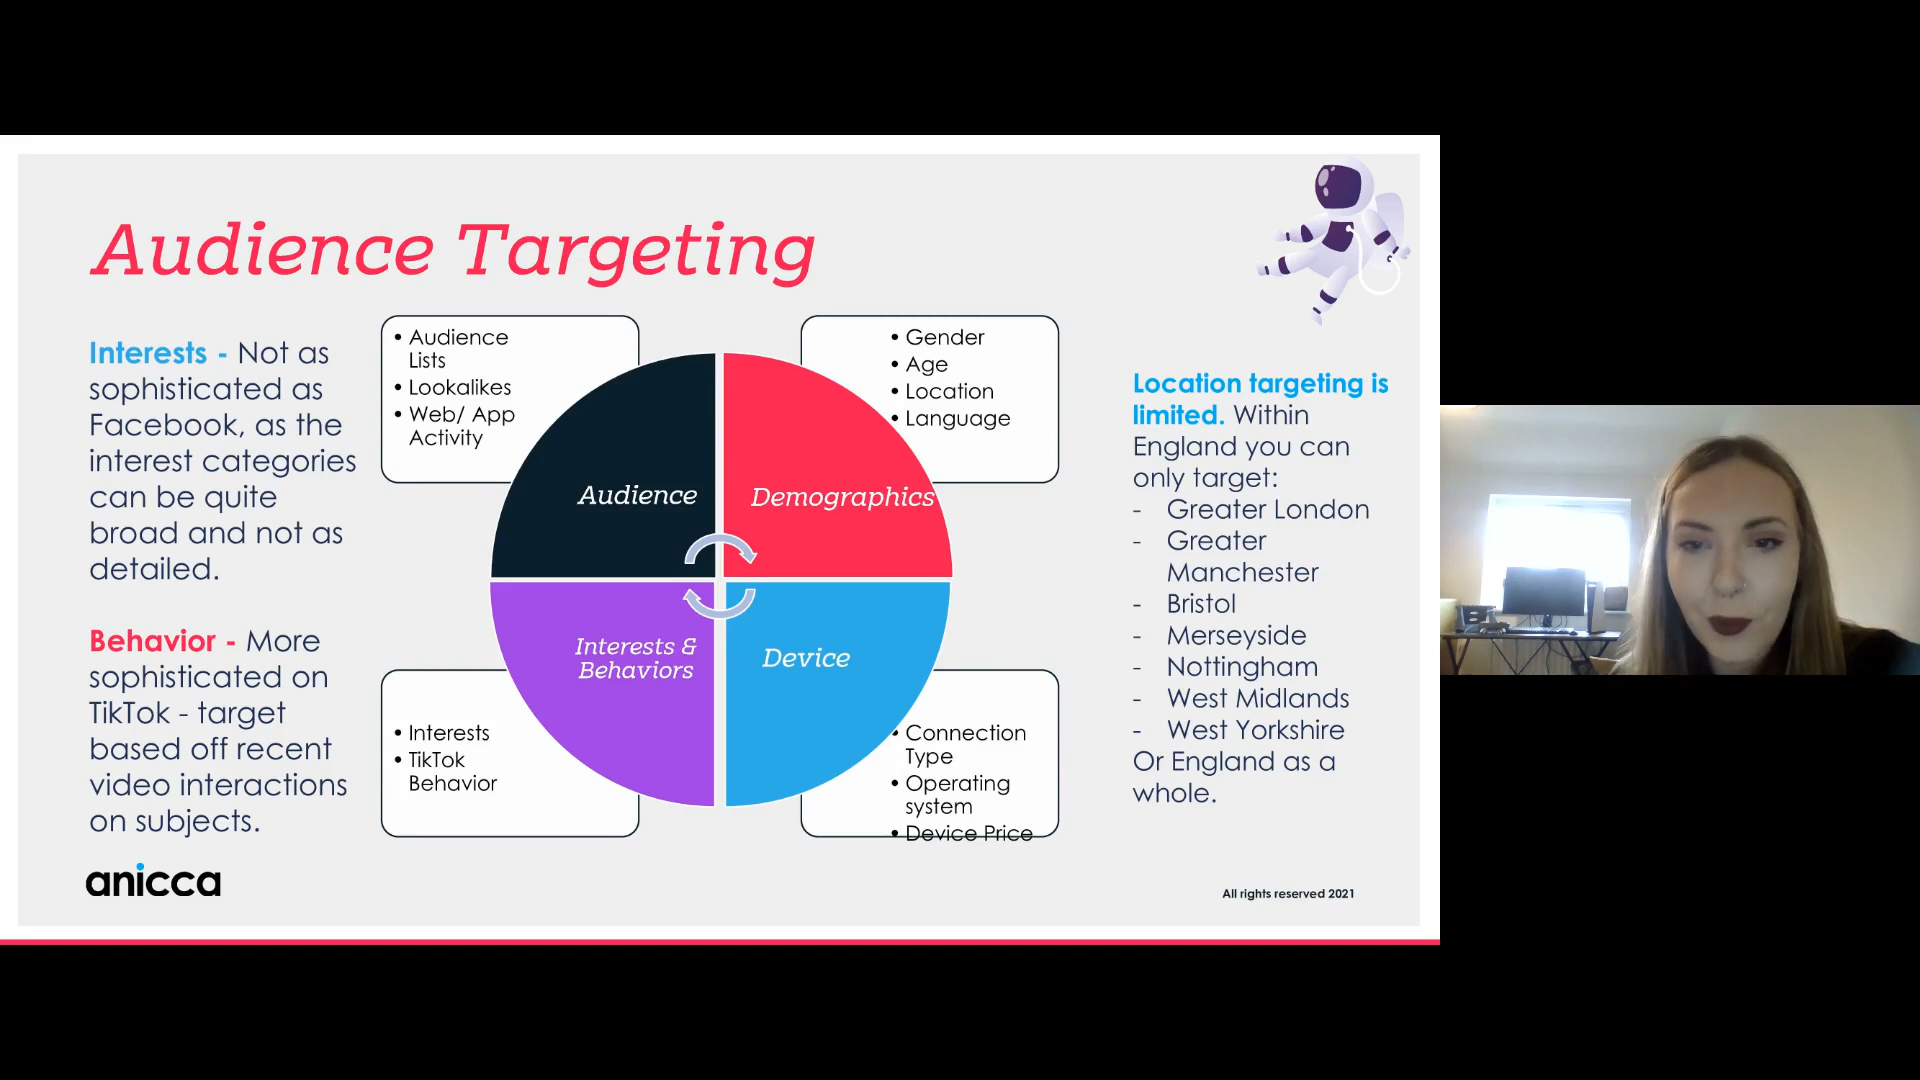 Audience Targeting
Interests - Not as
sophisticated as
Facebook, as the
interest categories
can be quite
broad and not as
detailed.
Behavior - More
sophisticated on
TikTok - target
based off recent
video interactions
on subjects.
• Audience
Lists
• Lookalikes
• Web/ App
Activity
• Gender
• Age
• Location
• Language
Audience
Demographics
Interests &
Behaviors
Device
• Interests
• TikTok
Behavior
• Connection
Type
• Operating
system
• Device Price
Location targeting is
limited. Within
England you can
only target:
- Greater London
- Greater
Manchester
- Bristol
- Merseyside
- Nottingham
- West Midlands
- West Yorkshire
Or England as a
whole.
anicca
All rights reserved 2021